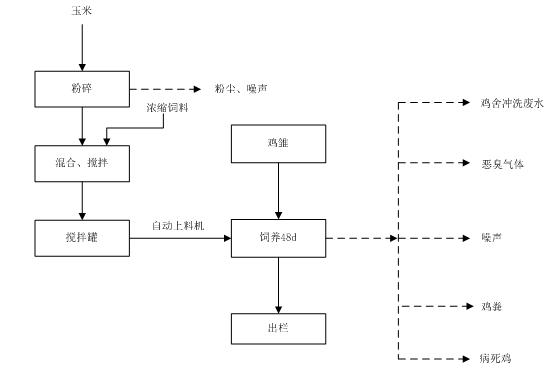 玉米
粉碎
粉尘、噪声
浓缩饲料
混合、搅拌
搅拌罐
自动上料机
鸡雏
饲养48d
出栏
鸡舍冲洗废水
恶臭气体
噪声
鸡粪
病死鸡